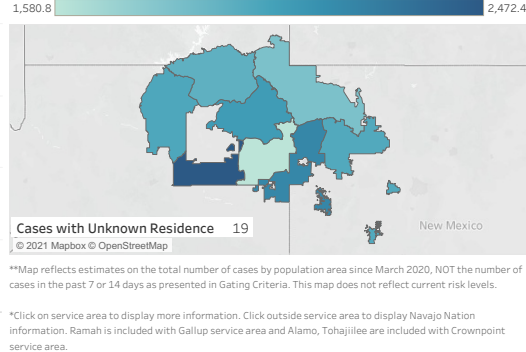 1,580.8 2,472.4
Cases with Unknown Residence 19
New Mexico
© 2021 Mapbox © OpenStreetMap
**Map reflects estimates on the total number of cases by population area since March 2020, NOT the number of
cases in the past 7 or 14 days as presented in Gating Criteria. This map does not reflect current risk levels.
*Click on service area to display more information. Click outside service area to display Navajo Nation
information. Ramah is included with Gallup service area and Alamo, Tohajiilee are included with Crownpoint
service area.